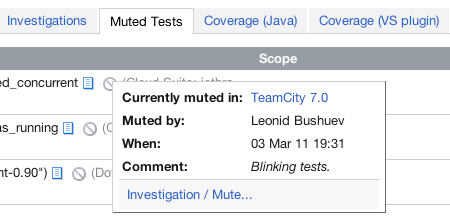 Investigations Muted Tests Coverage (Java) Coverage (VS plugin)
Scope
ed_concurrent (Cloud Suite: jethro
Currently muted in: TeamCity 7.0
Muted by: Leonid Bushuev
as_running (C
When: 03 Mar 11 19:31
Comment: Blinking tests.
nt-0.90") (Do
Investigation / Mute...